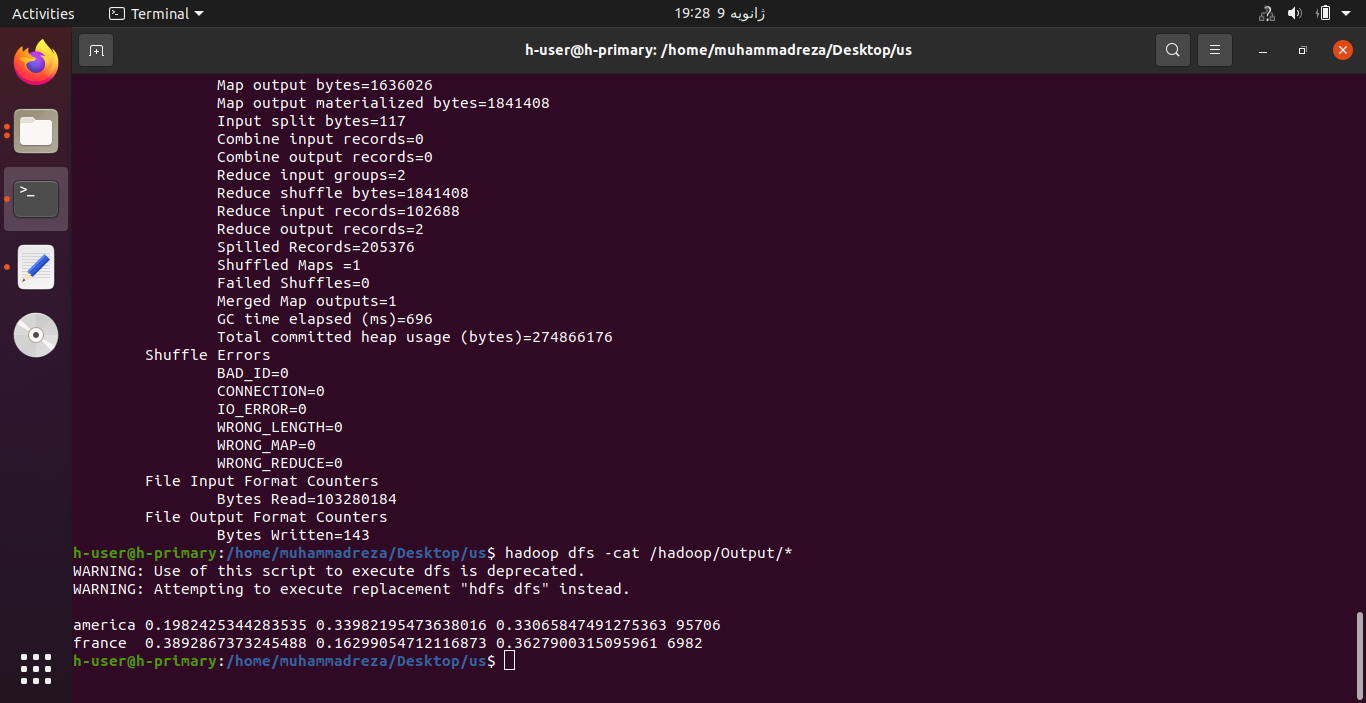 Activities
Terminal
ژانویه 9  19:28
h-user@h-primary: /home/muhammadreza/Desktop/us
Map output bytes=1636026
Map output materialized bytes=1841408
Input split bytes=117
Combine input records=0
Combine output records=0
Reduce input groups=2
Reduce shuffle bytes=1841408
Reduce input records=102688
Reduce output records=2
Spilled Records=205376
Shuffled Maps =1
Failed Shuffles=0
Merged Map outputs=1
GC time elapsed (ms)=696
Total committed heap usage (bytes)=274866176
Shuffle Errors
BAD_ID=0
CONNECTION=0
IO_ERROR=0
WRONG_LENGTH=0
WRONG_MAP=0
WRONG_REDUCE=0
File Input Format Counters
Bytes Read=103280184
File Output Format Counters
Bytes Written=143
h-user@h-primary:/home/muhammadreza/Desktop/us$ hadoop dfs -cat /hadoop/Output/*
WARNING: Use of this script to execute dfs is deprecated.
WARNING: Attempting to execute replacement "hdfs dfs" instead.
america 0.1982425344283535 0.33982195473638016 0.33065847491275363 95706
france  0.3892867373245488 0.16299054712116873 0.3627900315095961 6982
h-user@h-primary:/home/muhammadreza/Desktop/us$